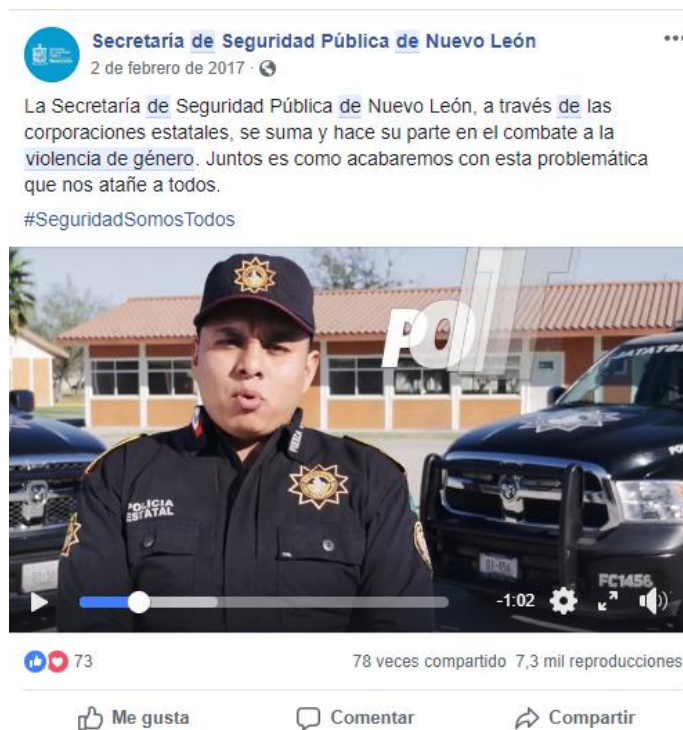 Secretaría de Seguridad Pública de Nuevo León
2 de febrero de 2017
La Secretaría de Seguridad Pública de Nuevo León, a través de las
corporaciones estatales, se suma y hace su parte en el combate a la
violencia de género. Juntos es como acabaremos con esta problemática
que nos atañe a todos.
#SeguridadSomosTodos
POLIT
POLICIA
ESTATAL
FUERZA
FC1456
-1:02
73
78 veces compartido 7,3 mil reproducciones
Me gusta
Comentar
Compartir